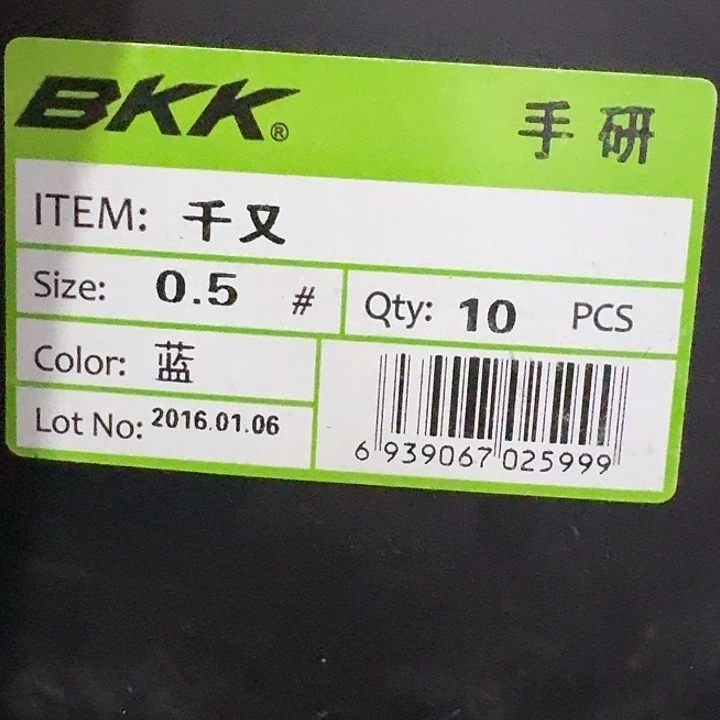 BKK® 手研
ITEM: 千又
Size: 0.5 #
Qty: 10 PCS
Color: 蓝
Lot No: 2016.01.06
6 939067 025999